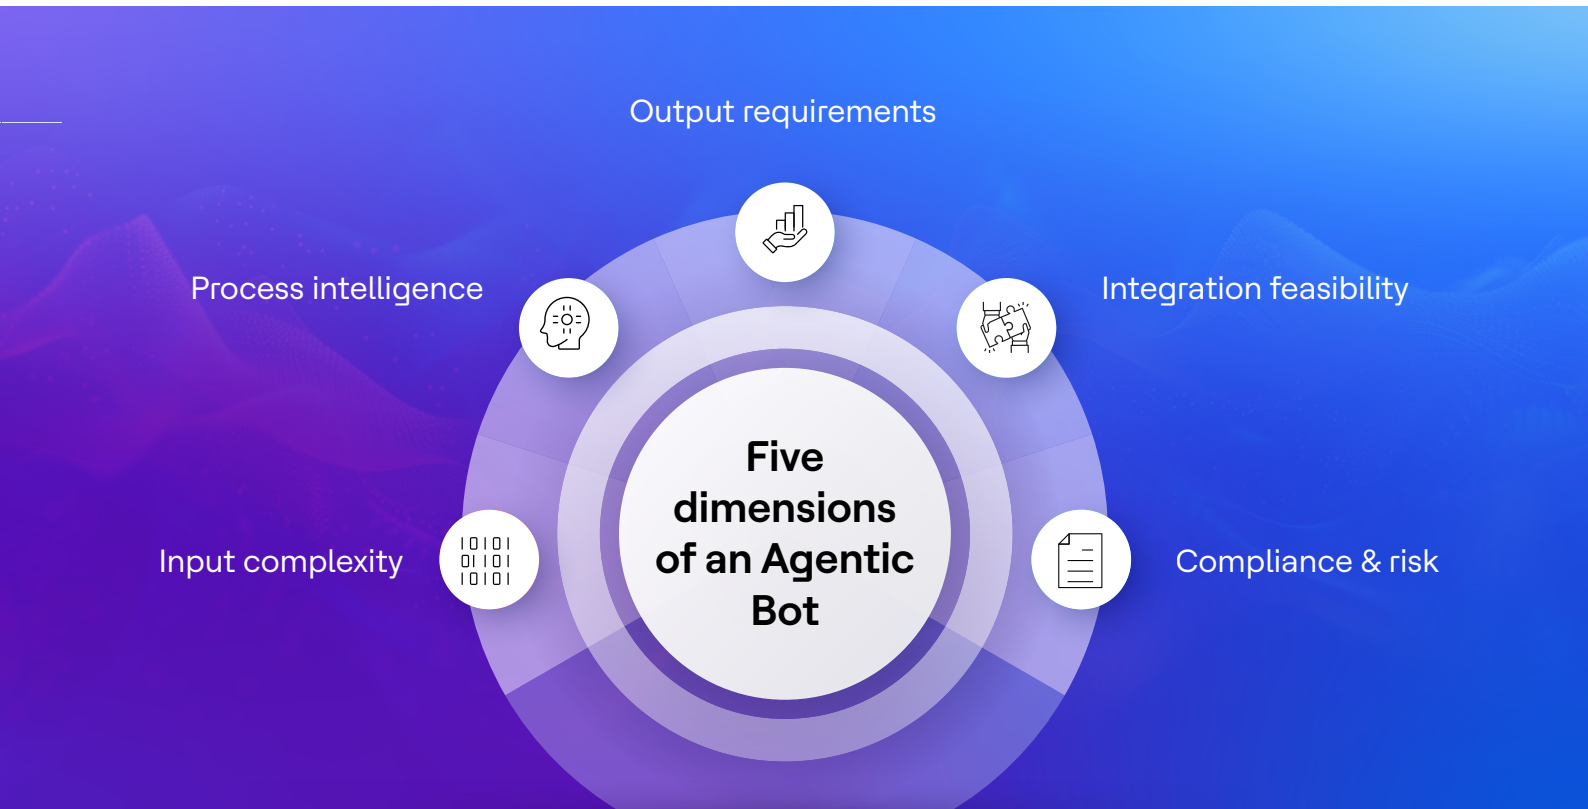 Output requirements
Process intelligence
Integration feasibility
Five
dimensions
of an Agentic
Bot
Input complexity
Compliance & risk